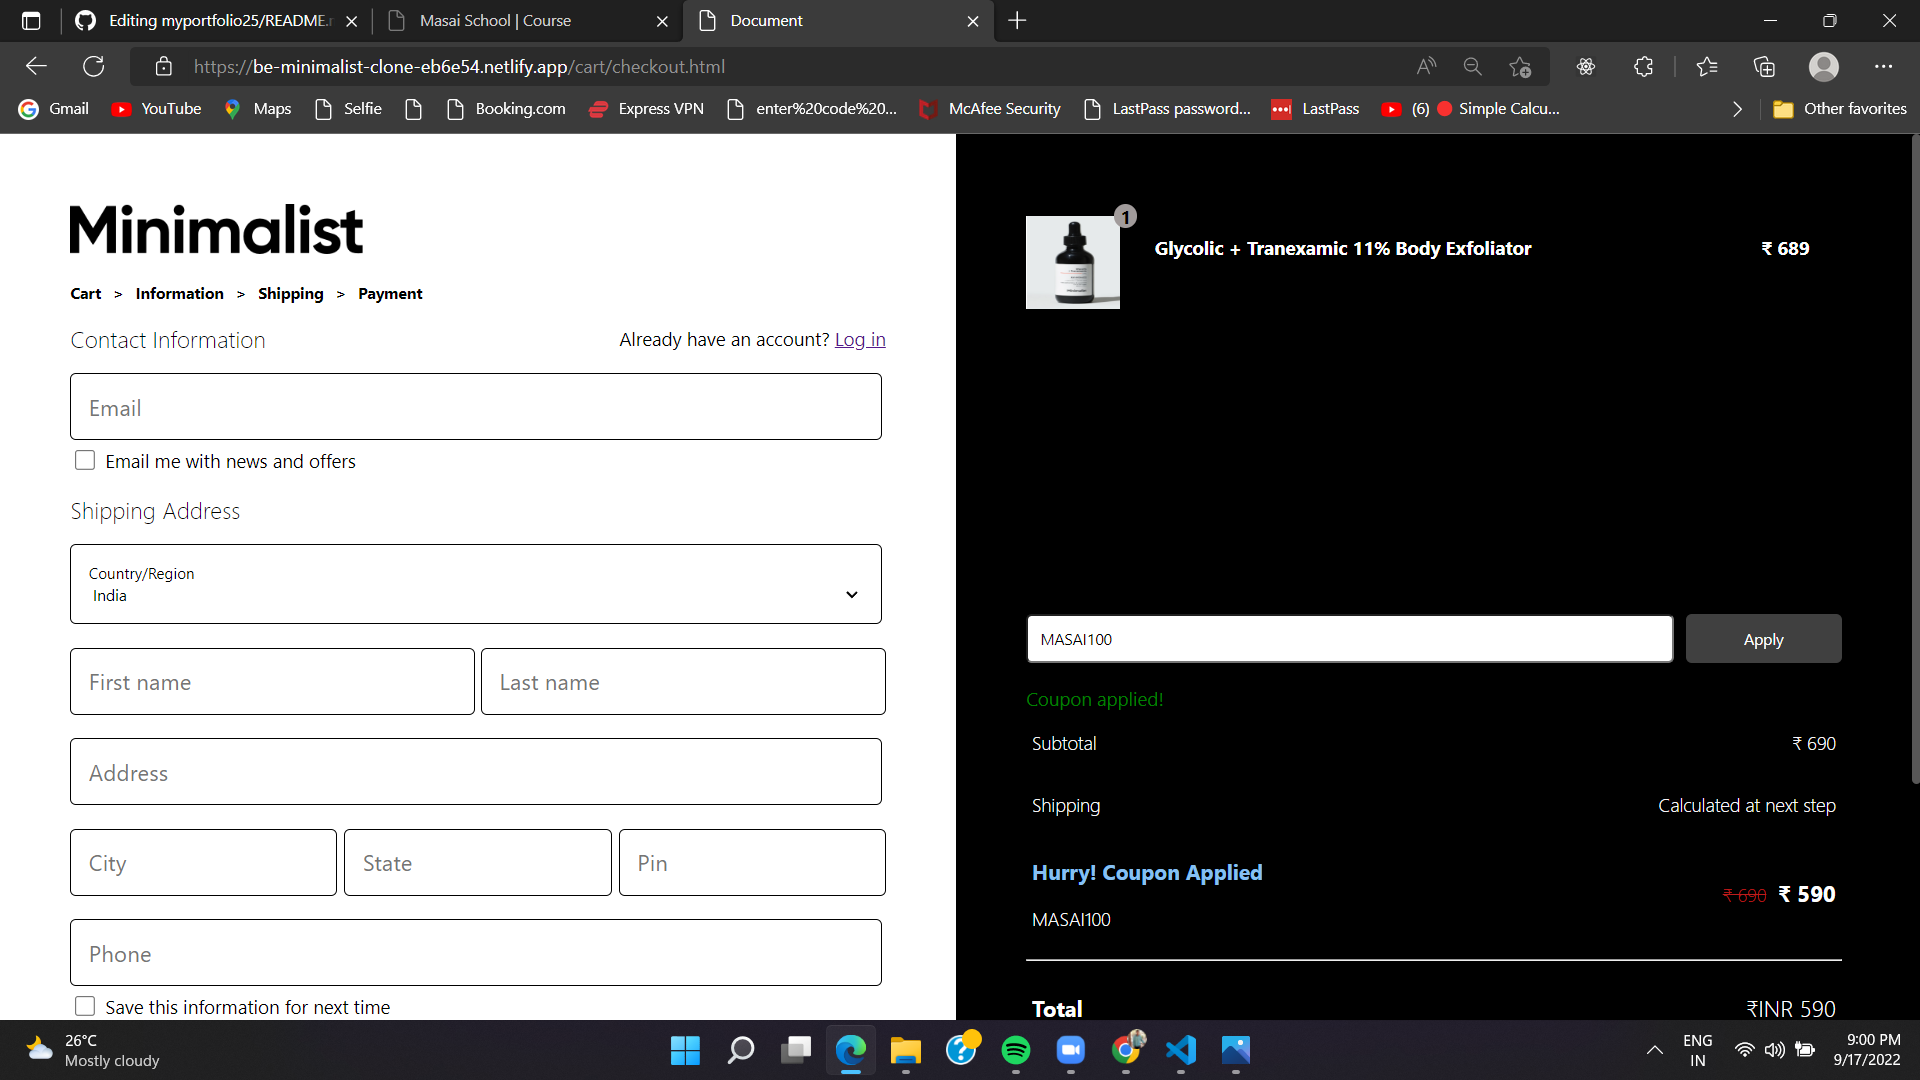 Editing myportfolio25/README.r
Masai School | Course
Document
https://be-minimalist-clone-eb6e54.netlify.app/cart/checkout.html
Gmail
YouTube
Maps
Selfie
Booking.com
Express VPN
enter%20code%20...
McAfee Security
LastPass password...
LastPass
(6) 🔴 Simple Calcu...
Other favorites
Minimalist
Cart > Information > Shipping > Payment
Contact Information
Already have an account? Log in
Email
Email me with news and offers
Shipping Address
Country/Region
India
First name
Last name
Address
City
State
Pin
Phone
Save this information for next time
1
Glycolic + Tranexamic 11% Body Exfoliator
₹ 689
MASAI100
Apply
Coupon applied!
Subtotal
₹ 690
Shipping
Calculated at next step
Hurry! Coupon Applied
₹ 690 ₹ 590
MASAI100
Total
₹INR 590
26°C
Mostly cloudy
ENG
IN
9:00 PM
9/17/2022